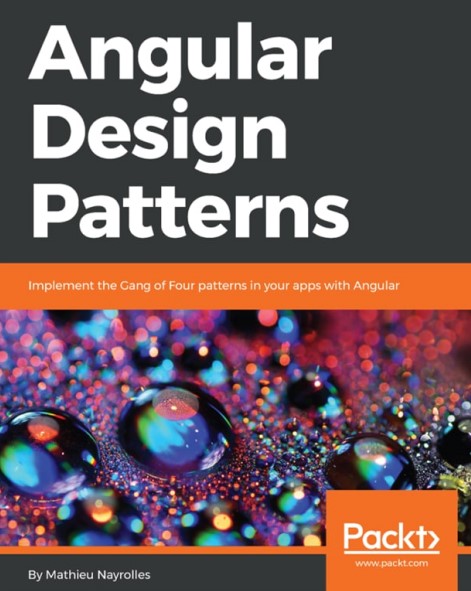 Angular
Design
Patterns
Implement the Gang of Four patterns in your apps with Angular
Packt>
www.packt.com
By Mathieu Nayrolles